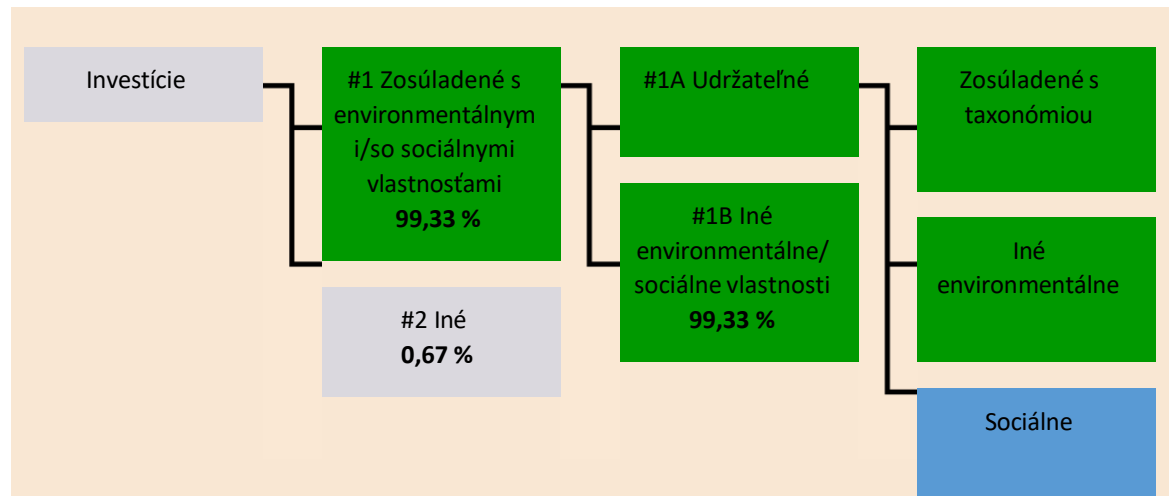 Investície
#1 Zosúladené s
environmentálnym
i/so sociálnymi
vlastnosťami
99,33 %
#2 Iné
0,67 %
#1A Udržateľné
#1B Iné
environmentálne/
sociálne vlastnosti
99,33 %
Zosúladené s
taxonómiou
Iné
environmentálne
Sociálne